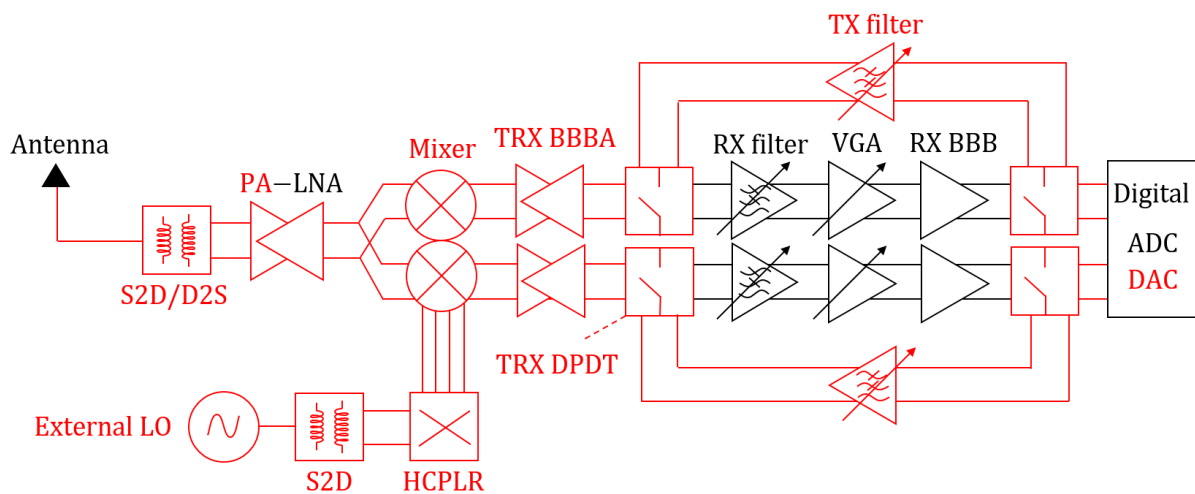 TX filter
Antenna
PA−LNA
Mixer
TRX BBBA
RX filter
VGA
RX BBB
Digital
ADC
DAC
S2D/D2S
TRX DPDT
External LO
S2D
HCPLR